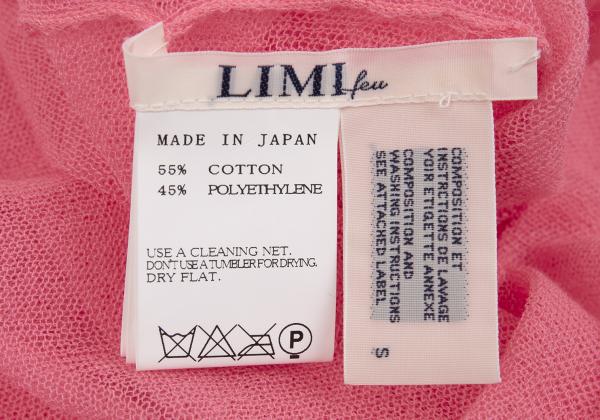 LIMI feu
MADE IN JAPAN
55% COTTON
45% POLYETHYLENE
USE A CLEANING NET.
DON'T USE A TUMBLER FOR DRYING.
DRY FLAT.
P
COMPOSITION ET
INSTRUCTIONS DE LAVAGE
VOIR ETIQUETTE ANNEXE
COMPOSITION AND
WASHING INSTRUCTIONS
SEE ATTACHED LABEL
S